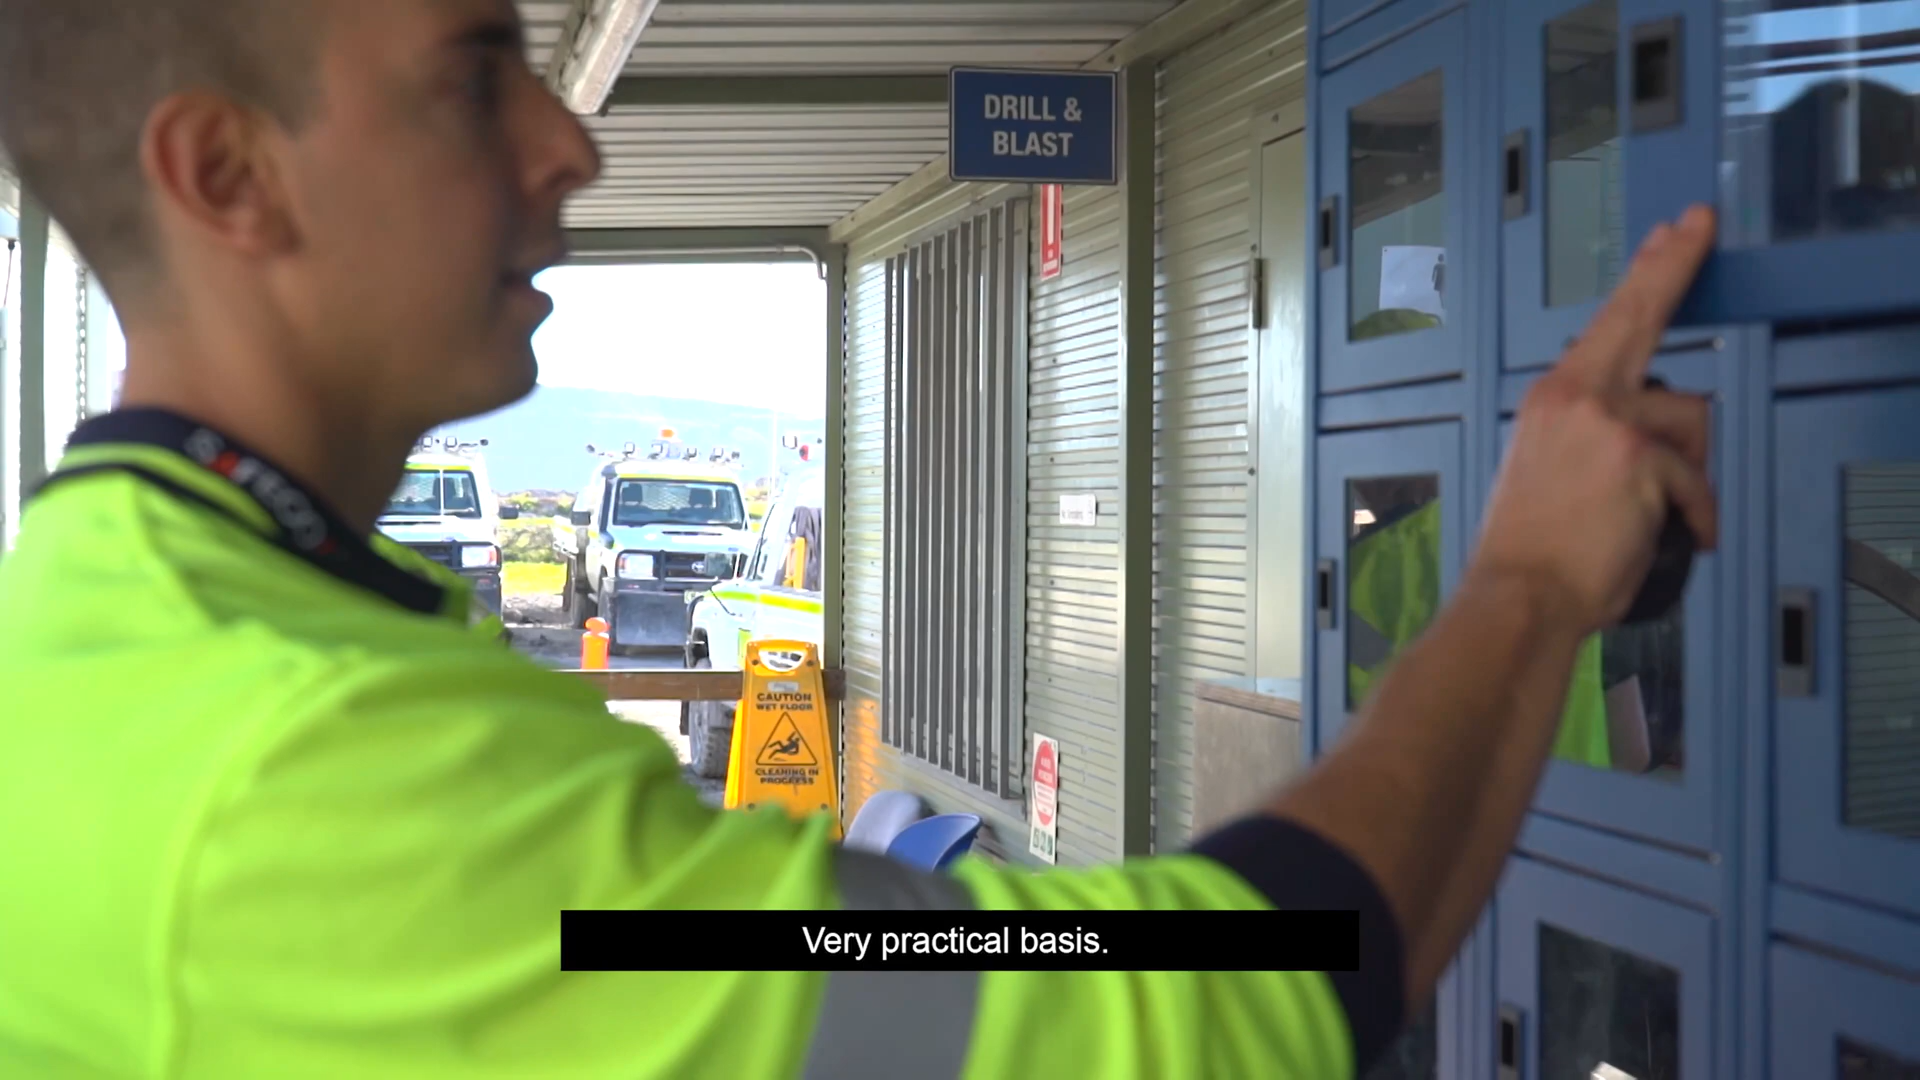 DRILL &
BLAST
CAUTION
WET FLOOR
CLEANING IN
PROGRESS
Very practical basis.